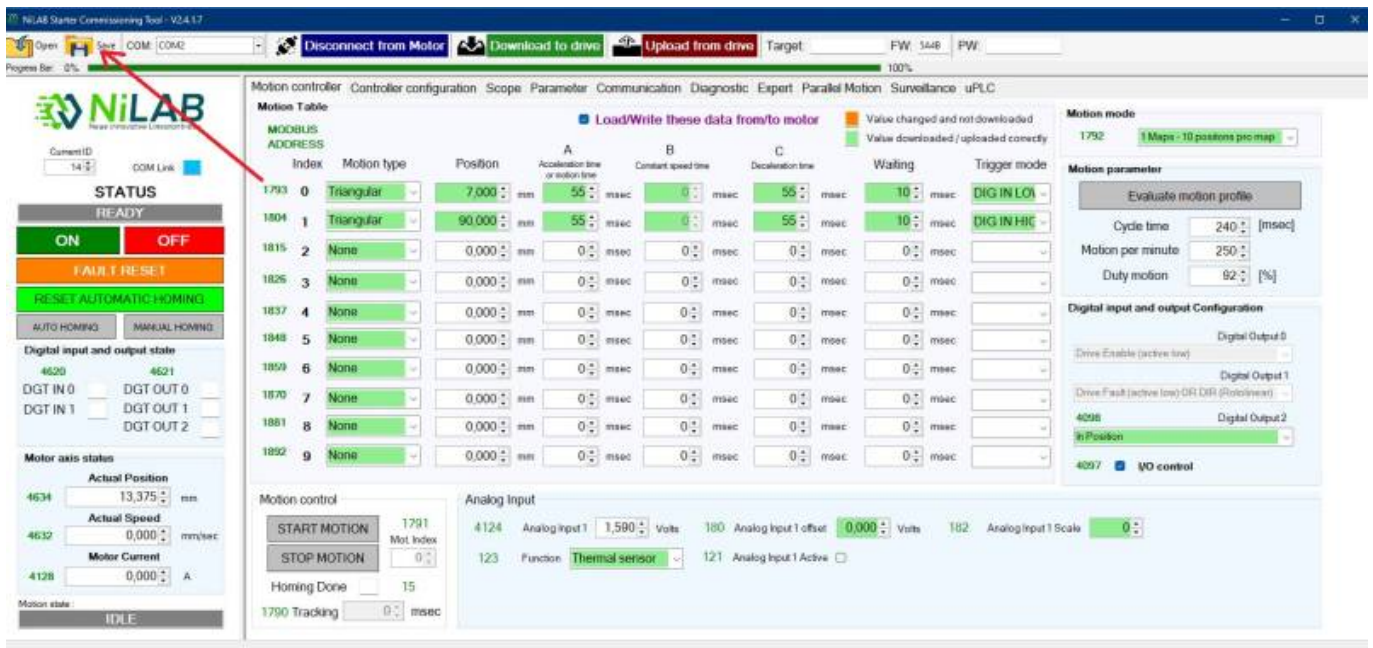 NiLAB Starter Commissioning Tool - V2.4.1.7
Open Save COM: COM2 Disconnect from Motor Download to drive Upload from drive Target: FW: 5448 PW:
Progress Bar: 0% 100%
NiLAB
Current ID
14 COM Link
STATUS
READY
ON OFF
FAULT RESET
RESET AUTOMATIC HOMING
AUTO HOMING MANUAL HOMING
Digital input and output state
4620 4621
DGT IN 0 DGT OUT 0
DGT IN 1 DGT OUT 1
DGT OUT 2
Motor axis status
Actual Position
4634 13,375 mm
Actual Speed
4632 0,000 mm/sec
Motor Current
4128 0,000 A
Motion state :
IDLE
Motion controller Controller configuration Scope Parameter Communication Diagnostic Expert Parallel Motion Surveillance uPLC
Motion Table
MODBUS
ADDRESS
Load/Write these data from/to motor
Value changed and not downloaded
Value downloaded / uploaded correctly
A B C
Index Motion type Position Acceleration time or motion time Constant speed time Deceleration time Waiting Trigger mode
1793 0 Triangular 7,000 mm 55 msec 0 msec 55 msec 10 msec DIG IN LOW
1804 1 Triangular 90,000 mm 55 msec 0 msec 55 msec 10 msec DIG IN HIG
1815 2 None 0,000 mm 0 msec 0 msec 0 msec 0 msec
1826 3 None 0,000 mm 0 msec 0 msec 0 msec 0 msec
1837 4 None 0,000 mm 0 msec 0 msec 0 msec 0 msec
1848 5 None 0,000 mm 0 msec 0 msec 0 msec 0 msec
1859 6 None 0,000 mm 0 msec 0 msec 0 msec 0 msec
1870 7 None 0,000 mm 0 msec 0 msec 0 msec 0 msec
1881 8 None 0,000 mm 0 msec 0 msec 0 msec 0 msec
1892 9 None 0,000 mm 0 msec 0 msec 0 msec 0 msec
Motion control
START MOTION 1791
Mot. Index
STOP MOTION 0
Homing Done 15
1790 Tracking 0 msec
Analog Input
4124 Analog Input 1 1,590 Volts 180 Analog Input 1 offset 0,000 Volts 182 Analog Input 1 Scale 0
123 Function Thermal sensor 121 Analog Input 1 Active
Motion mode
1792 1 Maps - 10 positions pro map
Motion parameter
Evaluate motion profile
Cycle time 240 [msec]
Motion per minute 250
Duty motion 92 [%]
Digital input and output Configuration
Digital Output 0
Drive Enable (active low)
Digital Output 1
Drive Fault (active low) OR DIR (Rotolinear)
4098 Digital Output 2
In Position
4097 I/O control